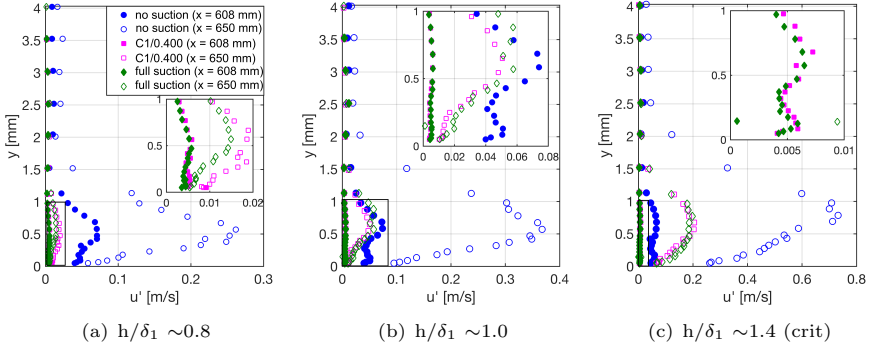 no suction (x = 608 mm)
no suction (x = 650 mm)
C1/0.400 (x = 608 mm)
C1/0.400 (x = 650 mm)
full suction (x = 608 mm)
full suction (x = 650 mm)
y [mm]
4
3.5
3
2.5
2
1.5
1
0.5
0
0 0.1 0.2 0.3
u' [m/s]
1
0.5
0
0 0.01 0.02
(a) h/δ1 ~0.8
y [mm]
4
3.5
3
2.5
2
1.5
1
0.5
0
0 0.1 0.2 0.3 0.4
u' [m/s]
1
0.5
0
0 0.02 0.04 0.06 0.08
(b) h/δ1 ~1.0
y [mm]
4
3.5
3
2.5
2
1.5
1
0.5
0
0 0.2 0.4 0.6 0.8
u' [m/s]
1
0.5
0
0 0.005 0.01
(c) h/δ1 ~1.4 (crit)